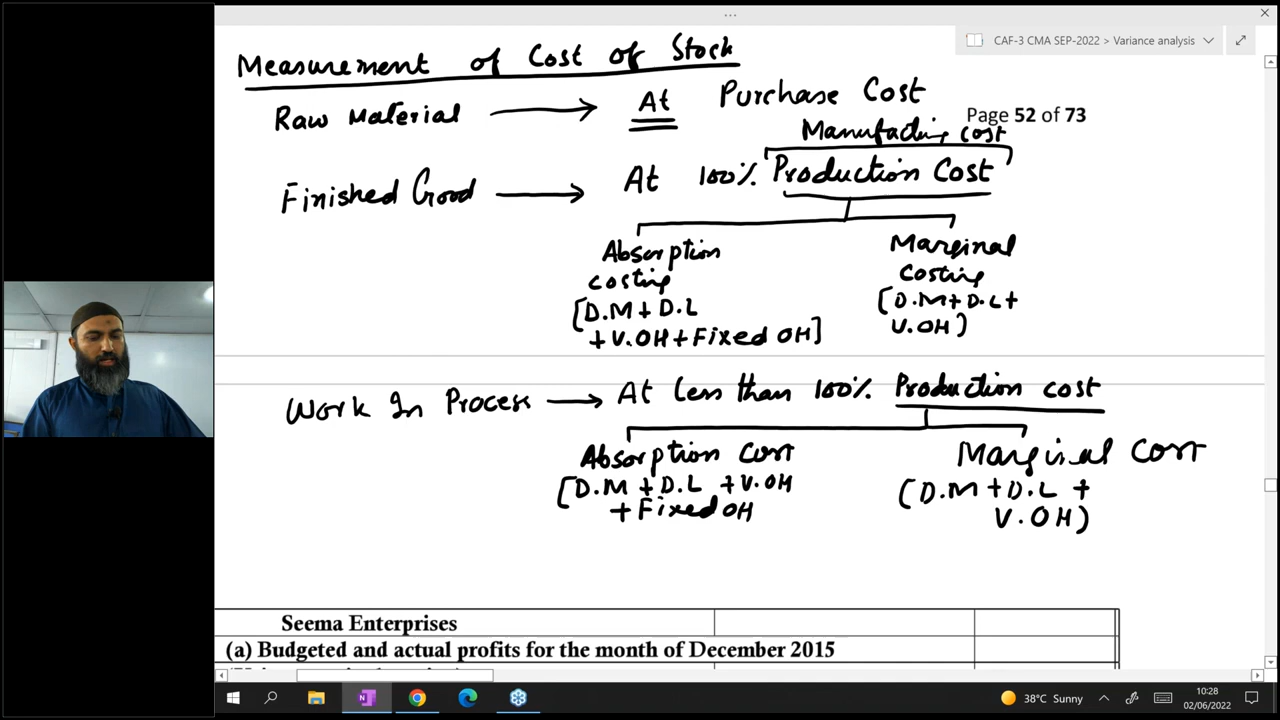 CAF-3 CMA SEP-2022 > Variance analysis
Measurement of Cost of Stock
Raw Material → At Purchase Cost
Page 52 of 73
Manufacting cost
Finished Good → At 100% Production Cost
Absorption costing
[D.M + D.L
+ V.OH + Fixed OH]
Marginal costing
(D.M + D.L +
V.OH)
Work In Process → At less than 100% Production cost
Absorption cost
[D.M + D.L + V.OH
+ Fixed OH
Marginal Cost
(D.M + D.L +
V.OH)
Seema Enterprises
(a) Budgeted and actual profits for the month of December 2015
38°C Sunny
10:28
02/06/2022